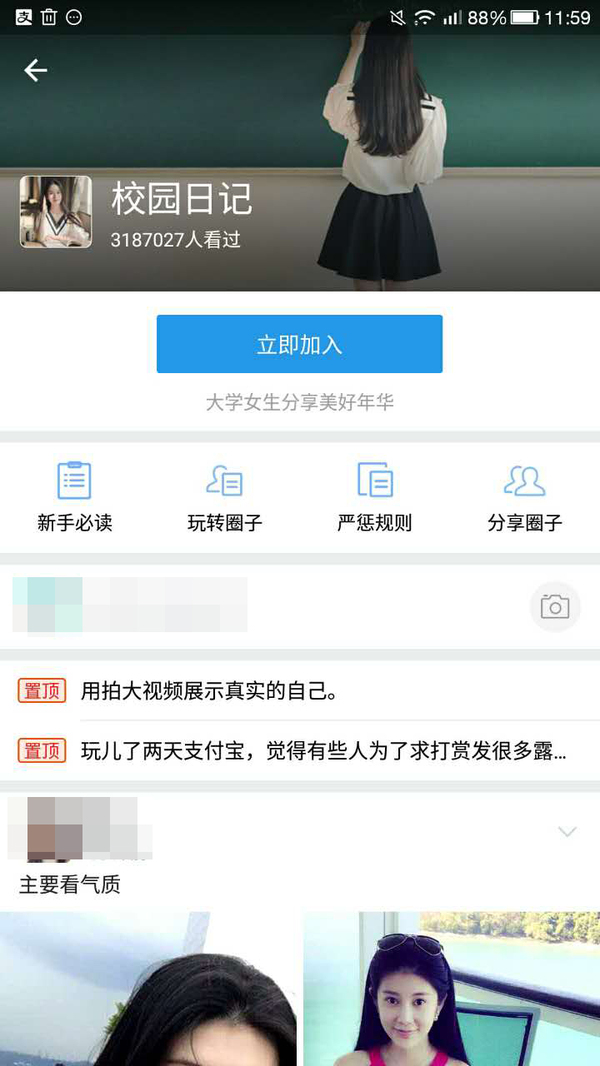 支 88% 11:59
校园日记
3187027人看过
立即加入
大学女生分享美好年华
新手必读 玩转圈子 严惩规则 分享圈子
置顶 用拍大视频展示真实的自己。
置顶 玩儿了两天支付宝，觉得有些人为了求打赏发很多露...
主要看气质